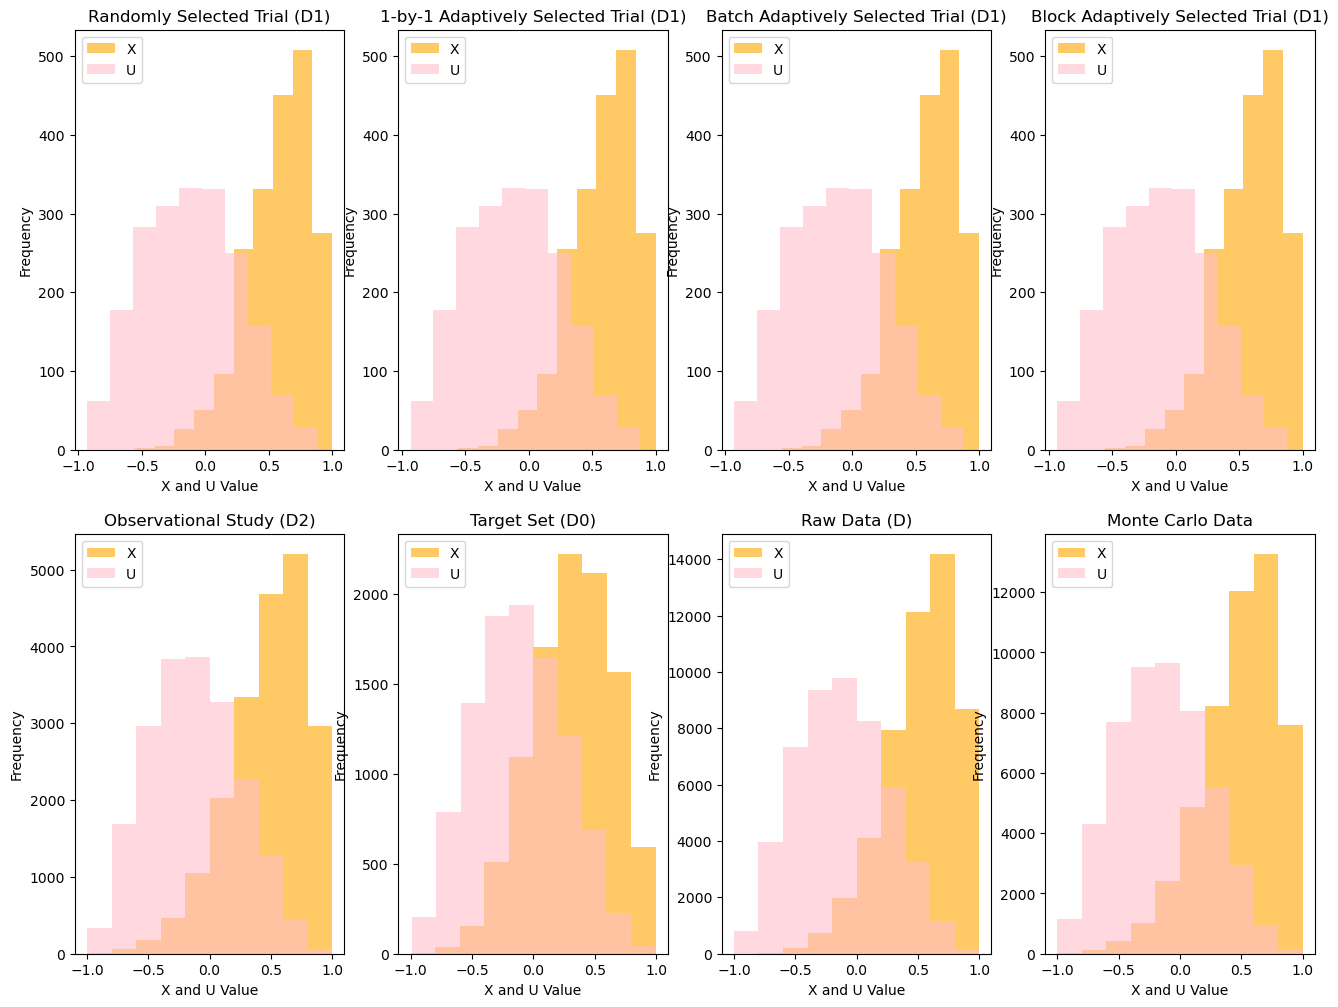 Randomly Selected Trial (D1)
X
U
Frequency
500
400
300
200
100
0
−1.0 −0.5 0.0 0.5 1.0
X and U Value
1-by-1 Adaptively Selected Trial (D1)
X
U
Frequency
500
400
300
200
100
0
−1.0 −0.5 0.0 0.5 1.0
X and U Value
Batch Adaptively Selected Trial (D1)
X
U
Frequency
500
400
300
200
100
0
−1.0 −0.5 0.0 0.5 1.0
X and U Value
Block Adaptively Selected Trial (D1)
X
U
Frequency
500
400
300
200
100
0
−1.0 −0.5 0.0 0.5 1.0
X and U Value
Observational Study (D2)
X
U
Frequency
5000
4000
3000
2000
1000
0
−1.0 −0.5 0.0 0.5 1.0
X and U Value
Target Set (D0)
X
U
Frequency
2000
1500
1000
500
0
−1.0 −0.5 0.0 0.5 1.0
X and U Value
Raw Data (D)
X
U
Frequency
14000
12000
10000
8000
6000
4000
2000
0
−1.0 −0.5 0.0 0.5 1.0
X and U Value
Monte Carlo Data
X
U
Frequency
12000
10000
8000
6000
4000
2000
0
−1.0 −0.5 0.0 0.5 1.0
X and U Value